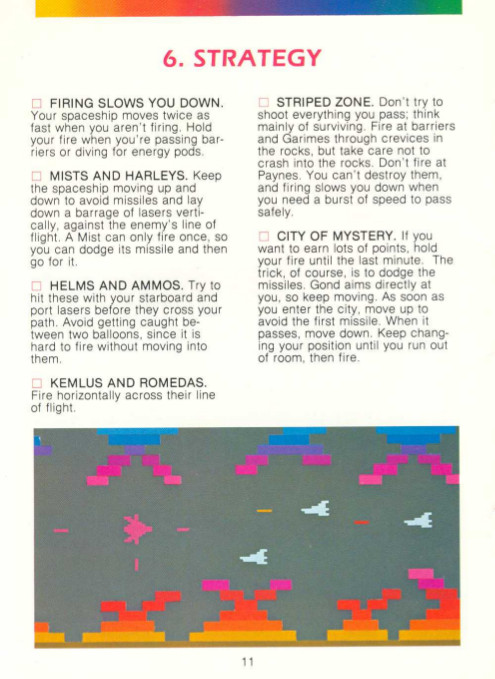 6. STRATEGY
□ FIRING SLOWS YOU DOWN.
Your spaceship moves twice as
fast when you aren't firing. Hold
your fire when you're passing bar-
riers or diving for energy pods.
□ MISTS AND HARLEYS. Keep
the spaceship moving up and
down to avoid missiles and lay
down a barrage of lasers verti-
cally, against the enemy's line of
flight. A Mist can only fire once, so
you can dodge its missile and then
go for it.
□ HELMS AND AMMOS. Try to
hit these with your starboard and
port lasers before they cross your
path. Avoid getting caught be-
tween two balloons, since it is
hard to fire without moving into
them.
□ KEMLUS AND ROMEDAS.
Fire horizontally across their line
of flight.
□ STRIPED ZONE. Don't try to
shoot everything you pass; think
mainly of surviving. Fire at barriers
and Garimes through crevices in
the rocks, but take care not to
crash into the rocks. Don't fire at
Paynes. You can't destroy them,
and firing slows you down when
you need a burst of speed to pass
safely.
□ CITY OF MYSTERY. If you
want to earn lots of points, hold
your fire until the last minute. The
trick, of course, is to dodge the
missiles. Gond aims directly at
you, so keep moving. As soon as
you enter the city, move up to
avoid the first missile. When it
passes, move down. Keep chang-
ing your position until you run out
of room, then fire.
11